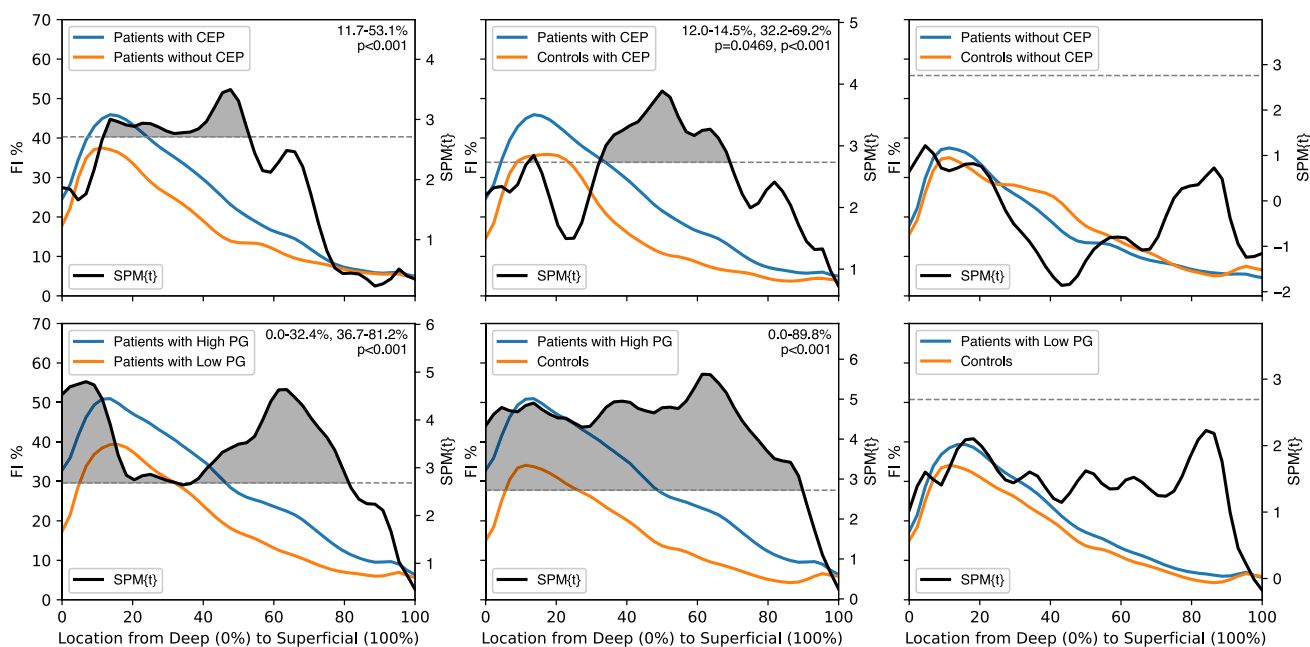 Patients with CEP
Patients without CEP
11.7-53.1%
p<0.001
SPM{t}
FI %
70
60
50
40
30
20
10
0
4
3
2
1
SPM{t}
Patients with CEP
Controls with CEP
12.0-14.5%, 32.2-69.2%
p=0.0469, p<0.001
SPM{t}
FI %
5
4
3
2
1
SPM{t}
Patients without CEP
Controls without CEP
SPM{t}
FI %
3
2
1
0
−1
−2
SPM{t}
Patients with High PG
Patients with Low PG
0.0-32.4%, 36.7-81.2%
p<0.001
SPM{t}
FI %
70
60
50
40
30
20
10
0
6
5
4
3
2
1
SPM{t}
0 20 40 60 80 100
Location from Deep (0%) to Superficial (100%)
Patients with High PG
Controls
0.0-89.8%
p<0.001
SPM{t}
FI %
6
5
4
3
2
1
0
SPM{t}
0 20 40 60 80 100
Location from Deep (0%) to Superficial (100%)
Patients with Low PG
Controls
SPM{t}
FI %
3
2
1
0
SPM{t}
0 20 40 60 80 100
Location from Deep (0%) to Superficial (100%)